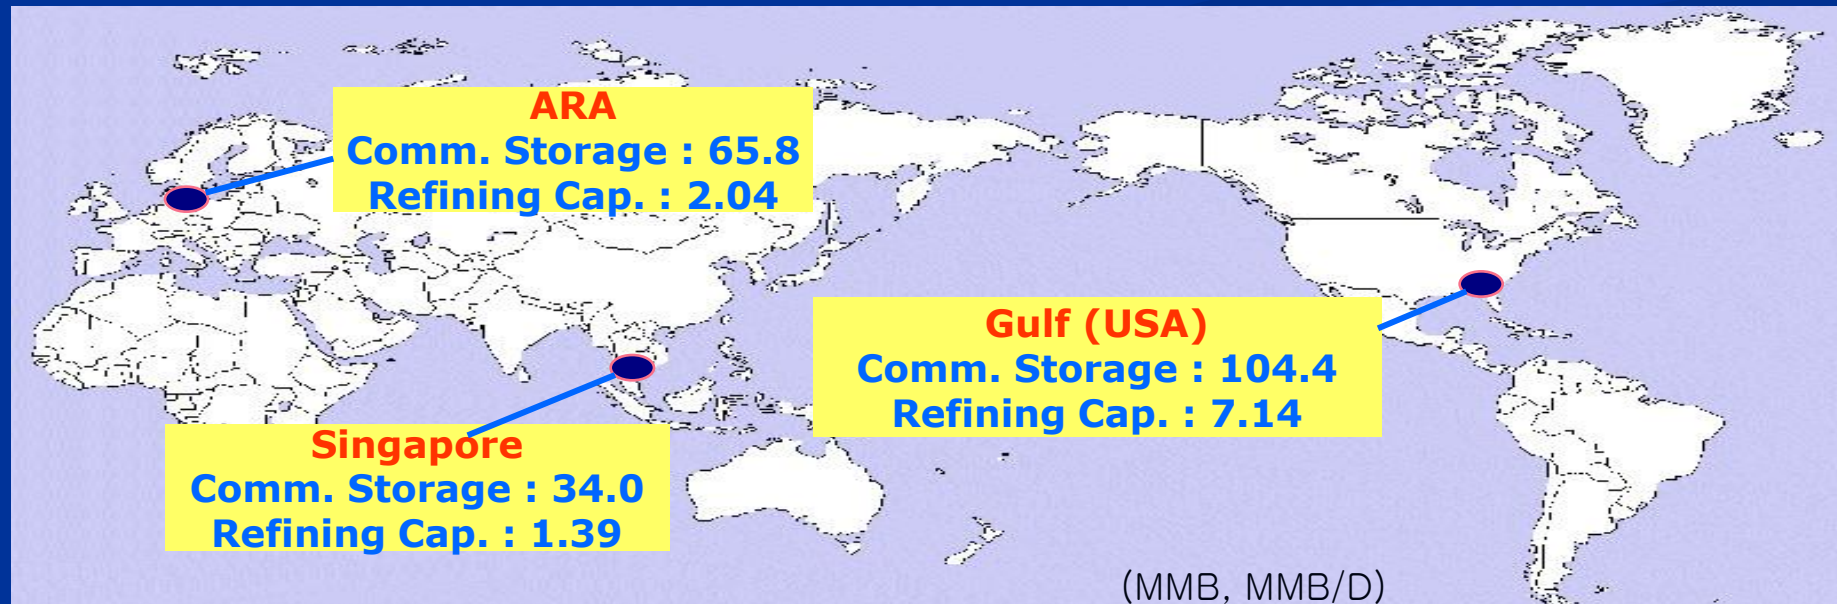 ARA
Comm. Storage : 65.8
Refining Cap. : 2.04
Gulf (USA)
Comm. Storage : 104.4
Refining Cap. : 7.14
Singapore
Comm. Storage : 34.0
Refining Cap. : 1.39
(MMB, MMB/D)